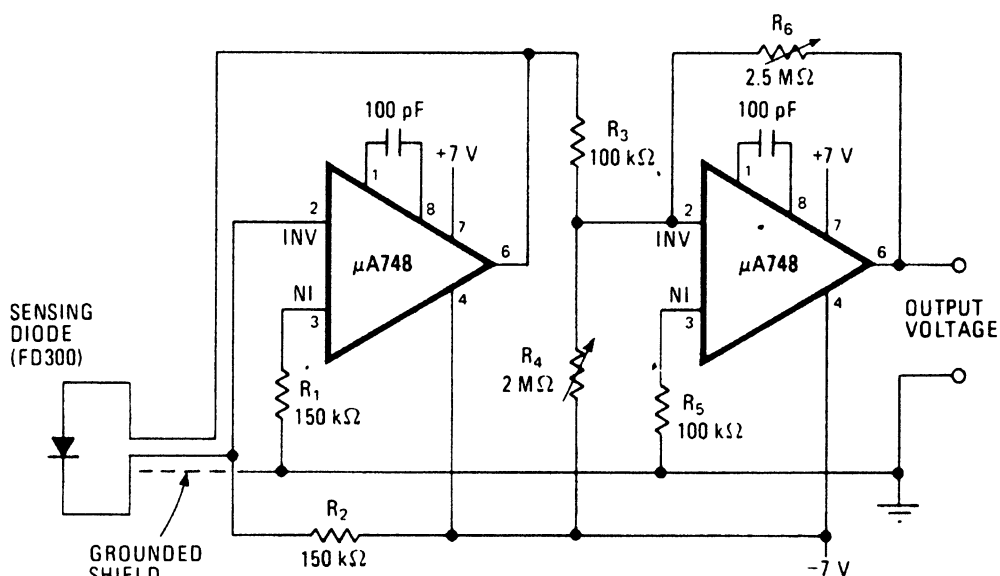 R6
2.5 MΩ
100 pF
100 pF
R3
100 kΩ
+7 V
+7 V
1
8
7
2
INV
6
μA748
NI
3
4
1
8
7
2
INV
6
μA748
NI
3
4
SENSING
DIODE
(FD300)
OUTPUT
VOLTAGE
R4
2 MΩ
R1
150 kΩ
R5
100 kΩ
R2
150 kΩ
GROUNDED
SHIELD
−7 V